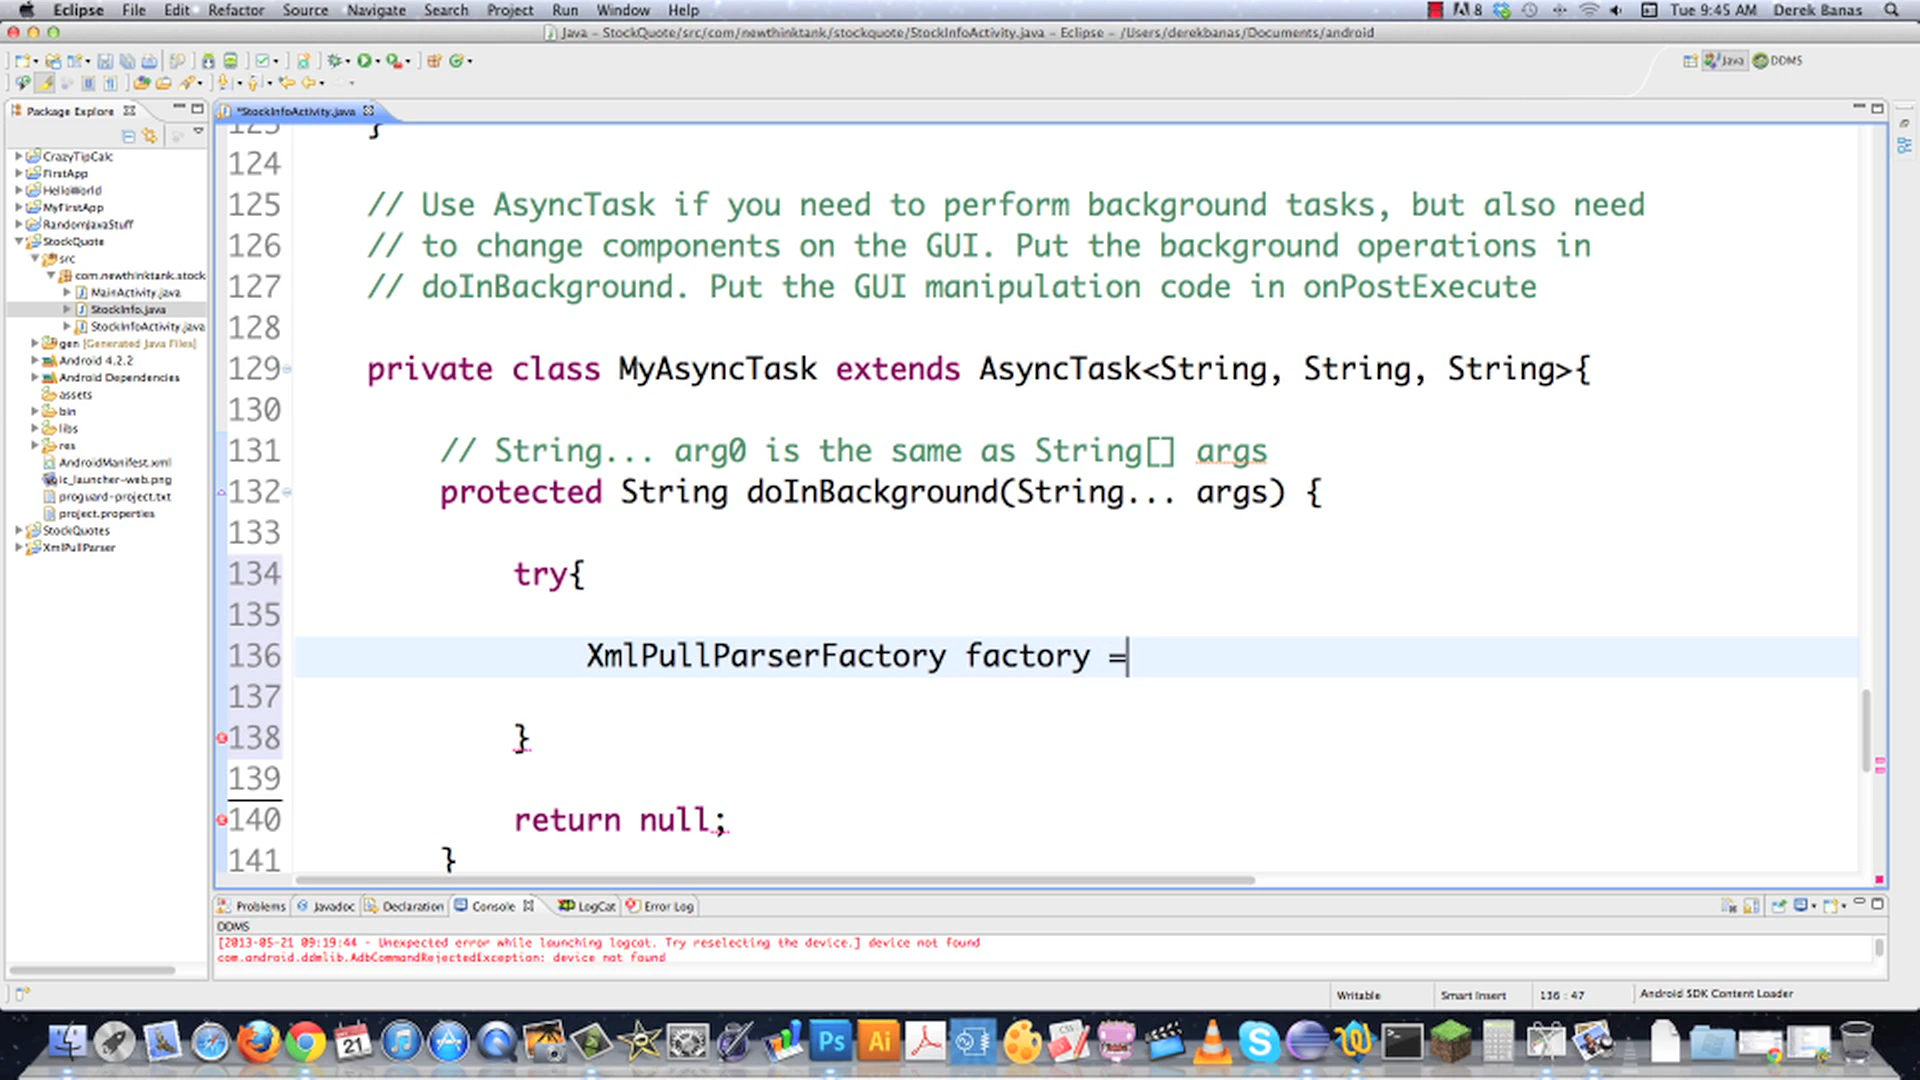 Eclipse File Edit Refactor Source Navigate Search Project Run Window Help 8 Tue 9:45 AM Derek Banas
Java – StockQuote/src/com/newthinktank/stockquote/StockInfoActivity.java – Eclipse – /Users/derekbanas/Documents/android
Java DDMS
Package Explore
*StockInfoActivity.java
CrazyTipCalc
FirstApp
HelloWorld
MyFirstApp
RandomJavaStuff
StockQuote
src
com.newthinktank.stock
MainActivity.java
StockInfo.java
StockInfoActivity.java
gen [Generated Java Files]
Android 4.2.2
Android Dependencies
assets
bin
libs
res
AndroidManifest.xml
ic_launcher-web.png
proguard-project.txt
project.properties
StockQuotes
XmlPullParser
123 }
124
125 // Use AsyncTask if you need to perform background tasks, but also need
126 // to change components on the GUI. Put the background operations in
127 // doInBackground. Put the GUI manipulation code in onPostExecute
128
129 private class MyAsyncTask extends AsyncTask<String, String, String>{
130
131 // String... arg0 is the same as String[] args
132 protected String doInBackground(String... args) {
133
134 try{
135
136 XmlPullParserFactory factory =
137
138 }
139
140 return null;
141 }
Problems Javadoc Declaration Console LogCat Error Log
DDMS
[2013-05-21 09:19:44 - Unexpected error while launching logcat. Try reselecting the device.] device not found
com.android.ddmlib.AdbCommandRejectedException: device not found
Writable Smart Insert 136 : 47 Android SDK Content Loader
21 Ps Ai